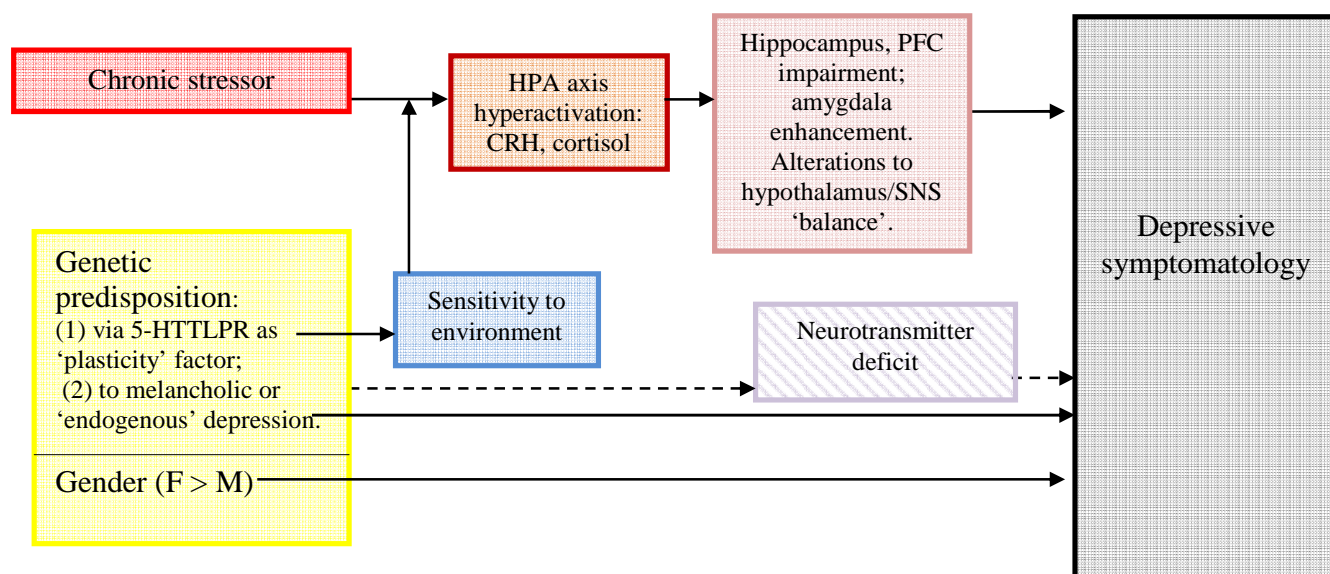 Chronic stressor
HPA axis
hyperactivation:
CRH, cortisol
Hippocampus, PFC
impairment;
amygdala
enhancement.
Alterations to
hypothalamus/SNS
‘balance’.
Depressive
symptomatology
Genetic
predisposition:
(1) via 5-HTTLPR as
‘plasticity’ factor;
(2) to melancholic or
‘endogenous’ depression.
Sensitivity to
environment
Neurotransmitter
deficit
Gender (F > M)